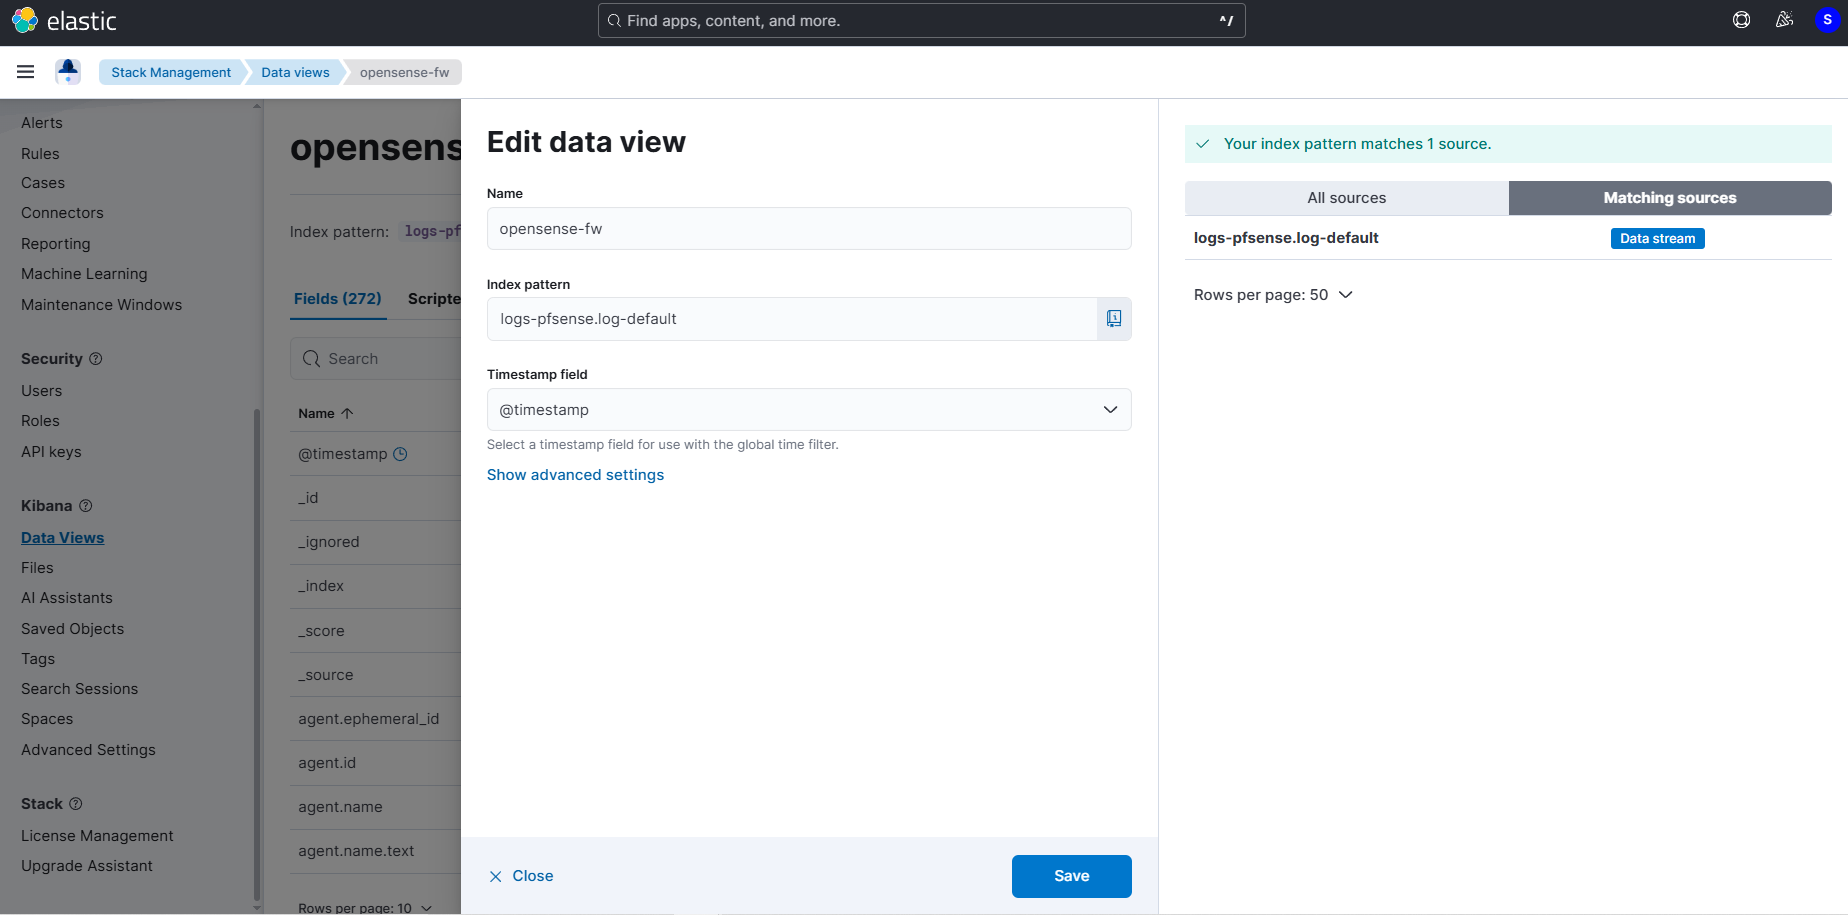 elastic
Find apps, content, and more.
^/
S
Stack Management
Data views
opensense-fw
Alerts
Rules
Cases
Connectors
Reporting
Machine Learning
Maintenance Windows
Security
Users
Roles
API keys
Kibana
Data Views
Files
AI Assistants
Saved Objects
Tags
Search Sessions
Spaces
Advanced Settings
Stack
License Management
Upgrade Assistant
opensens
Index pattern: logs-pf
Fields (272) Scripte
Search
Name
@timestamp
_id
_ignored
_index
_score
_source
agent.ephemeral_id
agent.id
agent.name
agent.name.text
Rows per page: 10
Edit data view
Name
opensense-fw
Index pattern
logs-pfsense.log-default
Timestamp field
@timestamp
Select a timestamp field for use with the global time filter.
Show advanced settings
Close
Save
Your index pattern matches 1 source.
All sources Matching sources
logs-pfsense.log-default Data stream
Rows per page: 50